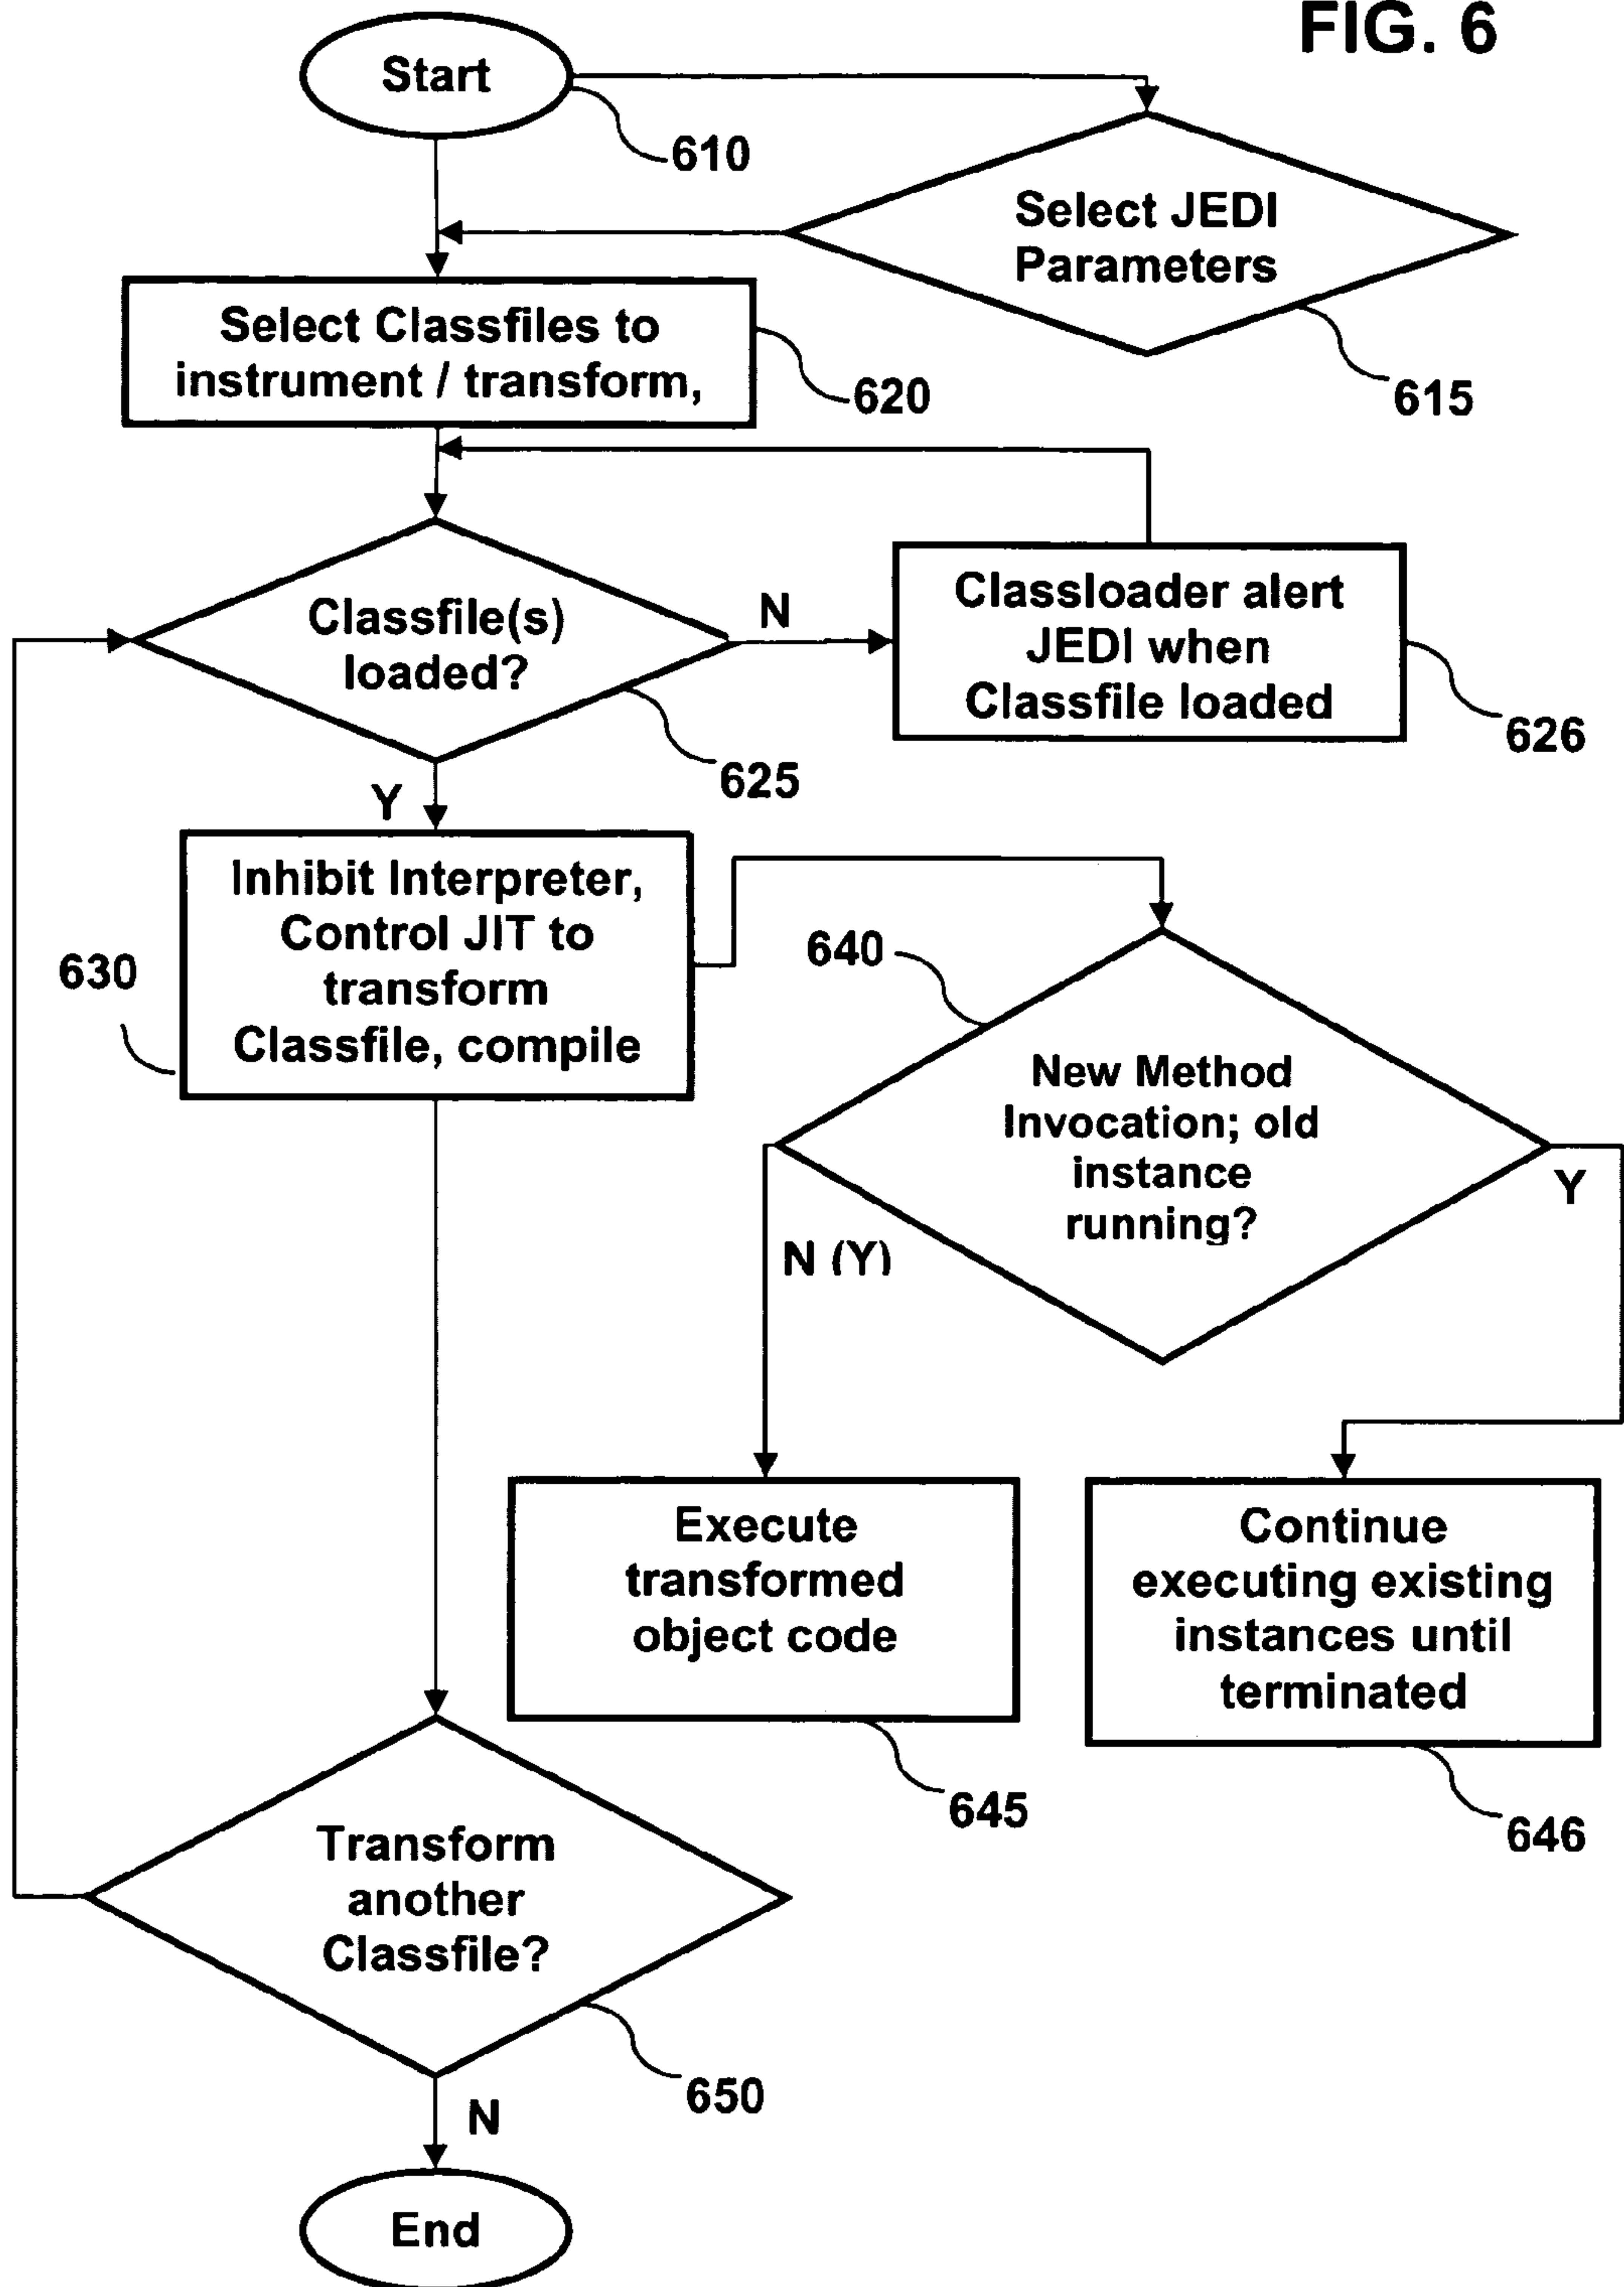 FIG. 6
Start
610
Select JEDI
Parameters
615
Select Classfiles to
instrument / transform,
620
Classfile(s)
loaded?
625
N
Classloader alert
JEDI when
Classfile loaded
626
Y
Inhibit Interpreter,
Control JIT to
transform
Classfile, compile
630
640
New Method
Invocation; old
instance
running?
Y
N (Y)
Execute
transformed
object code
645
Continue
executing existing
instances until
terminated
646
Transform
another
Classfile?
650
N
End